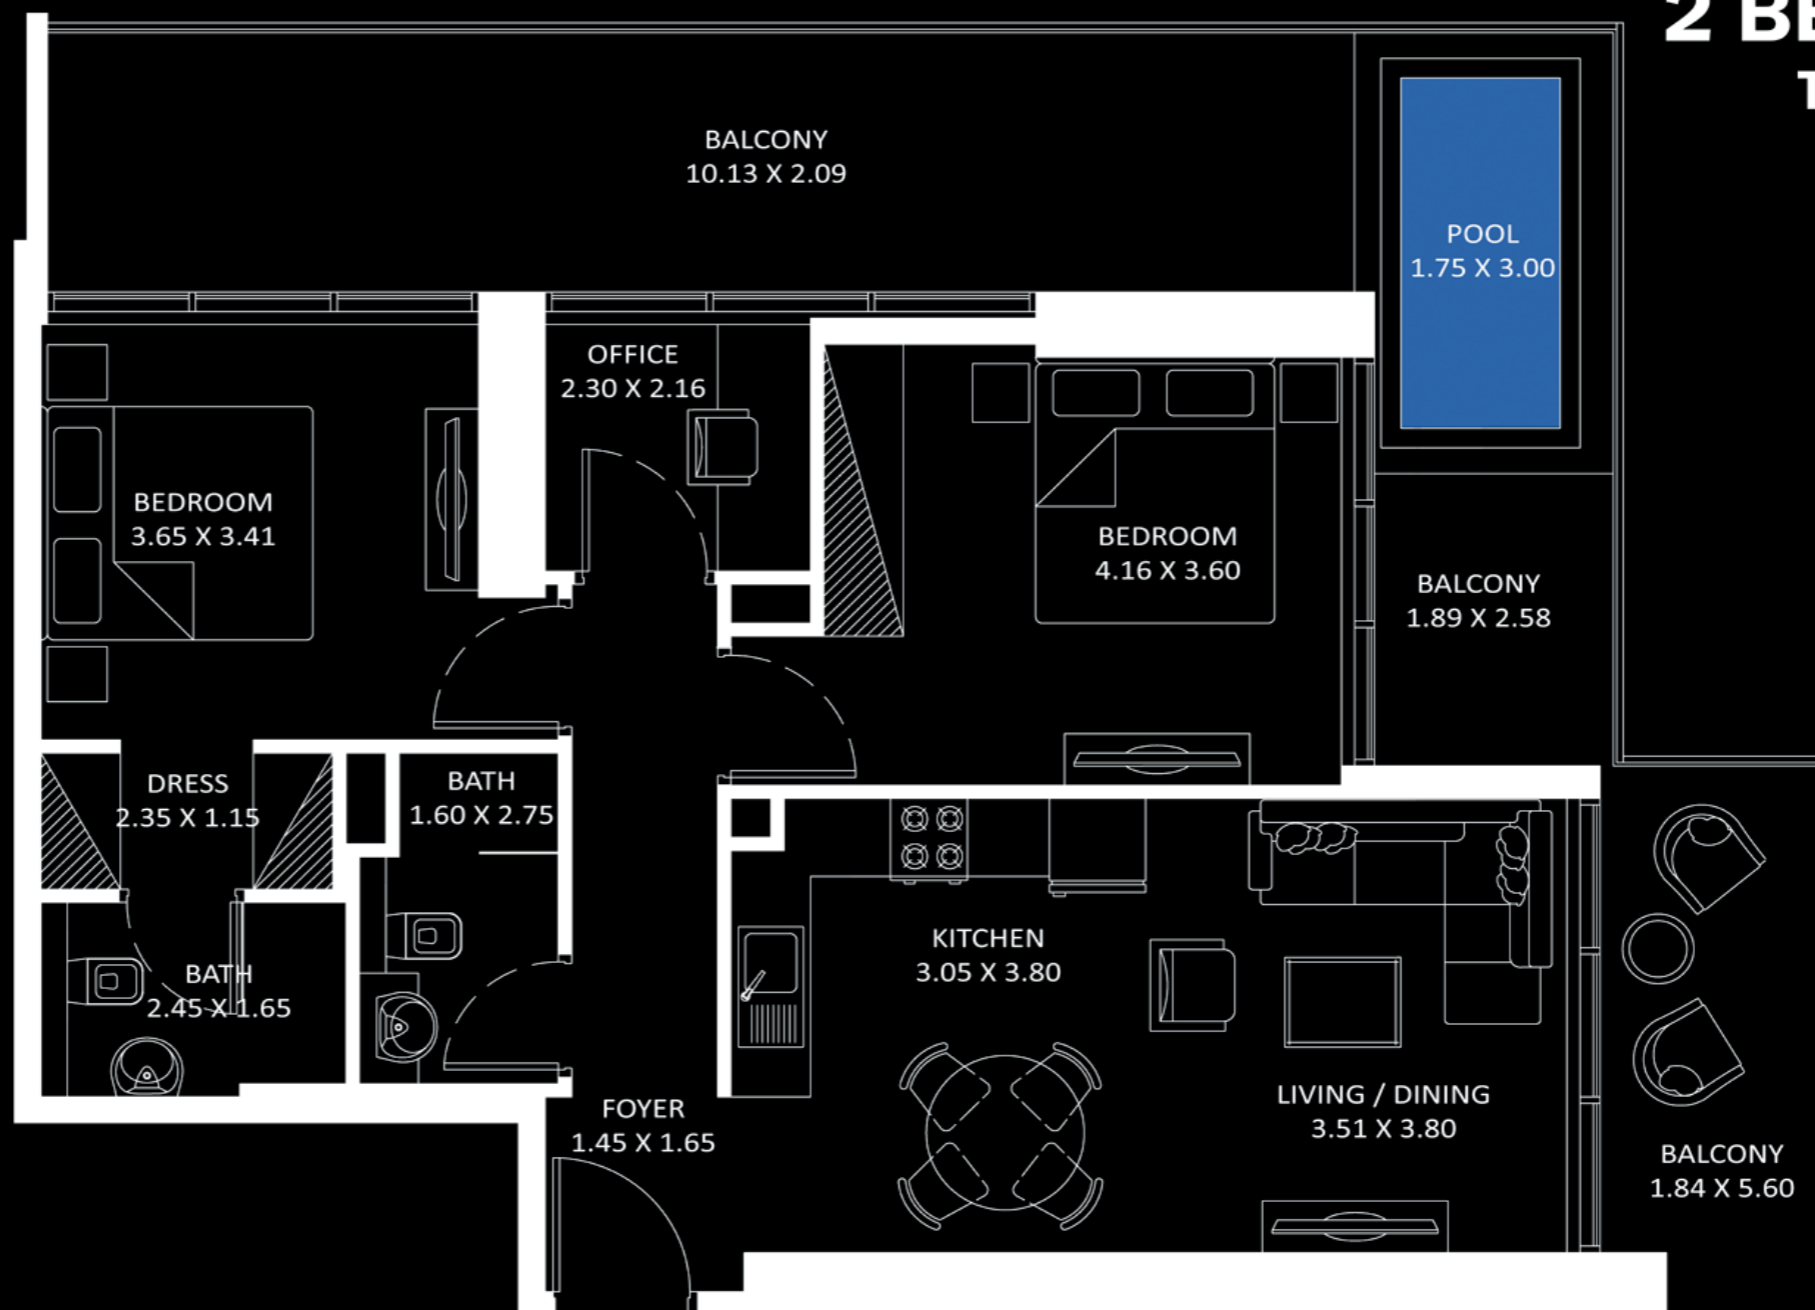 2 BE
T
BALCONY
10.13 X 2.09
POOL
1.75 X 3.00
OFFICE
2.30 X 2.16
BEDROOM
3.65 X 3.41
BEDROOM
4.16 X 3.60
BALCONY
1.89 X 2.58
DRESS
2.35 X 1.15
BATH
1.60 X 2.75
BATH
2.45 X 1.65
KITCHEN
3.05 X 3.80
FOYER
1.45 X 1.65
LIVING / DINING
3.51 X 3.80
BALCONY
1.84 X 5.60